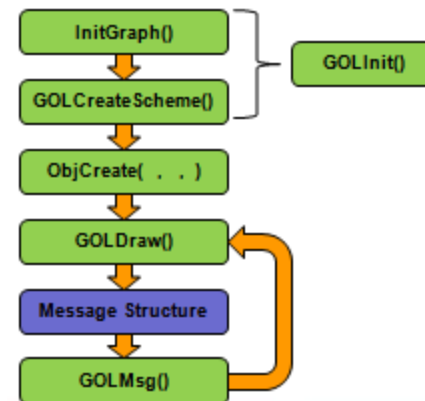 InitGraph()
GOLInit()
GOLCreateScheme()
ObjCreate( , . )
GOLDraw()
Message Structure
GOLMsg()